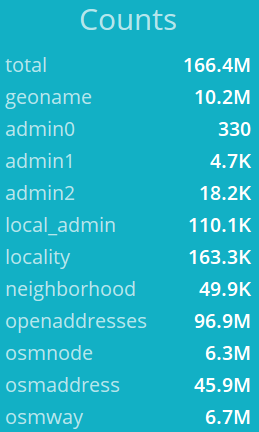 Counts
total 166.4M
geoname 10.2M
admin0 330
admin1 4.7K
admin2 18.2K
local_admin 110.1K
locality 163.3K
neighborhood 49.9K
openaddresses 96.9M
osmnode 6.3M
osmaddress 45.9M
osmway 6.7M